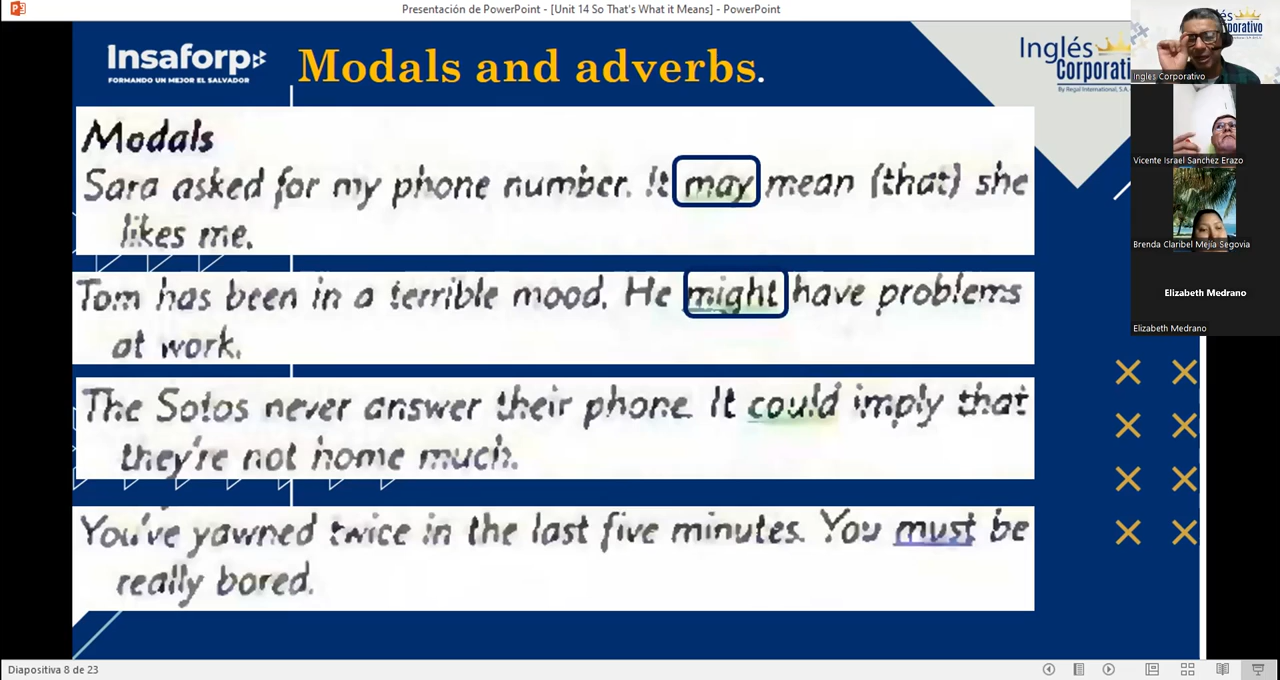 Presentación de PowerPoint - [Unit 14 So That's What it Means] - PowerPoint
Insaforp
FORMANDO UN MEJOR EL SALVADOR
Modals and adverbs.
Inglés
Corporati
By Regal International, S.A.
Modals
Sara asked for my phone number. It may mean (that) she
likes me.
Tom has been in a terrible mood. He might have problems
at work.
The Sotos never answer their phone. It could imply that
they're not home much.
You've yawned twice in the last five minutes. You must be
really bored.
Ingles Corporativo
Vicente Israel Sanchez Erazo
Brenda Claribel Mejía Segovia
Elizabeth Medrano
Elizabeth Medrano
Diapositiva 8 de 23